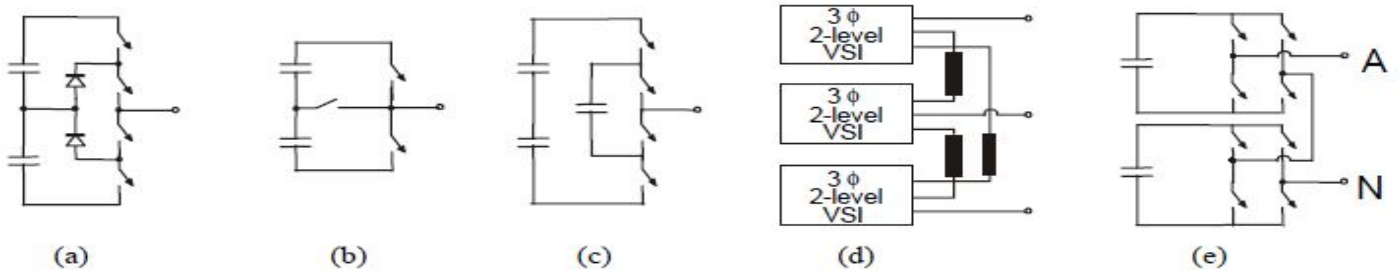 3 ϕ
2-level
VSI
3 ϕ
2-level
VSI
3 ϕ
2-level
VSI
A
N
(a)
(b)
(c)
(d)
(e)